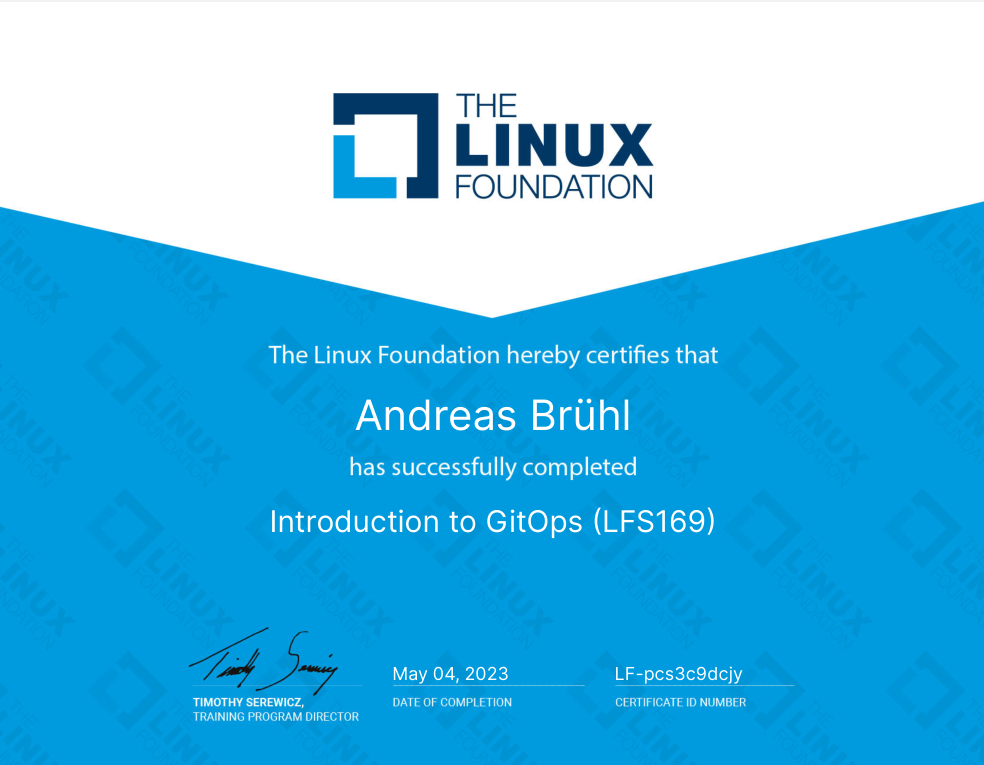 THE
LINUX
FOUNDATION
The Linux Foundation hereby certifies that
Andreas Brühl
has successfully completed
Introduction to GitOps (LFS169)
Timothy Serewicz
May 04, 2023
LF-pcs3c9dcjy
TIMOTHY SEREWICZ,
TRAINING PROGRAM DIRECTOR
DATE OF COMPLETION
CERTIFICATE ID NUMBER